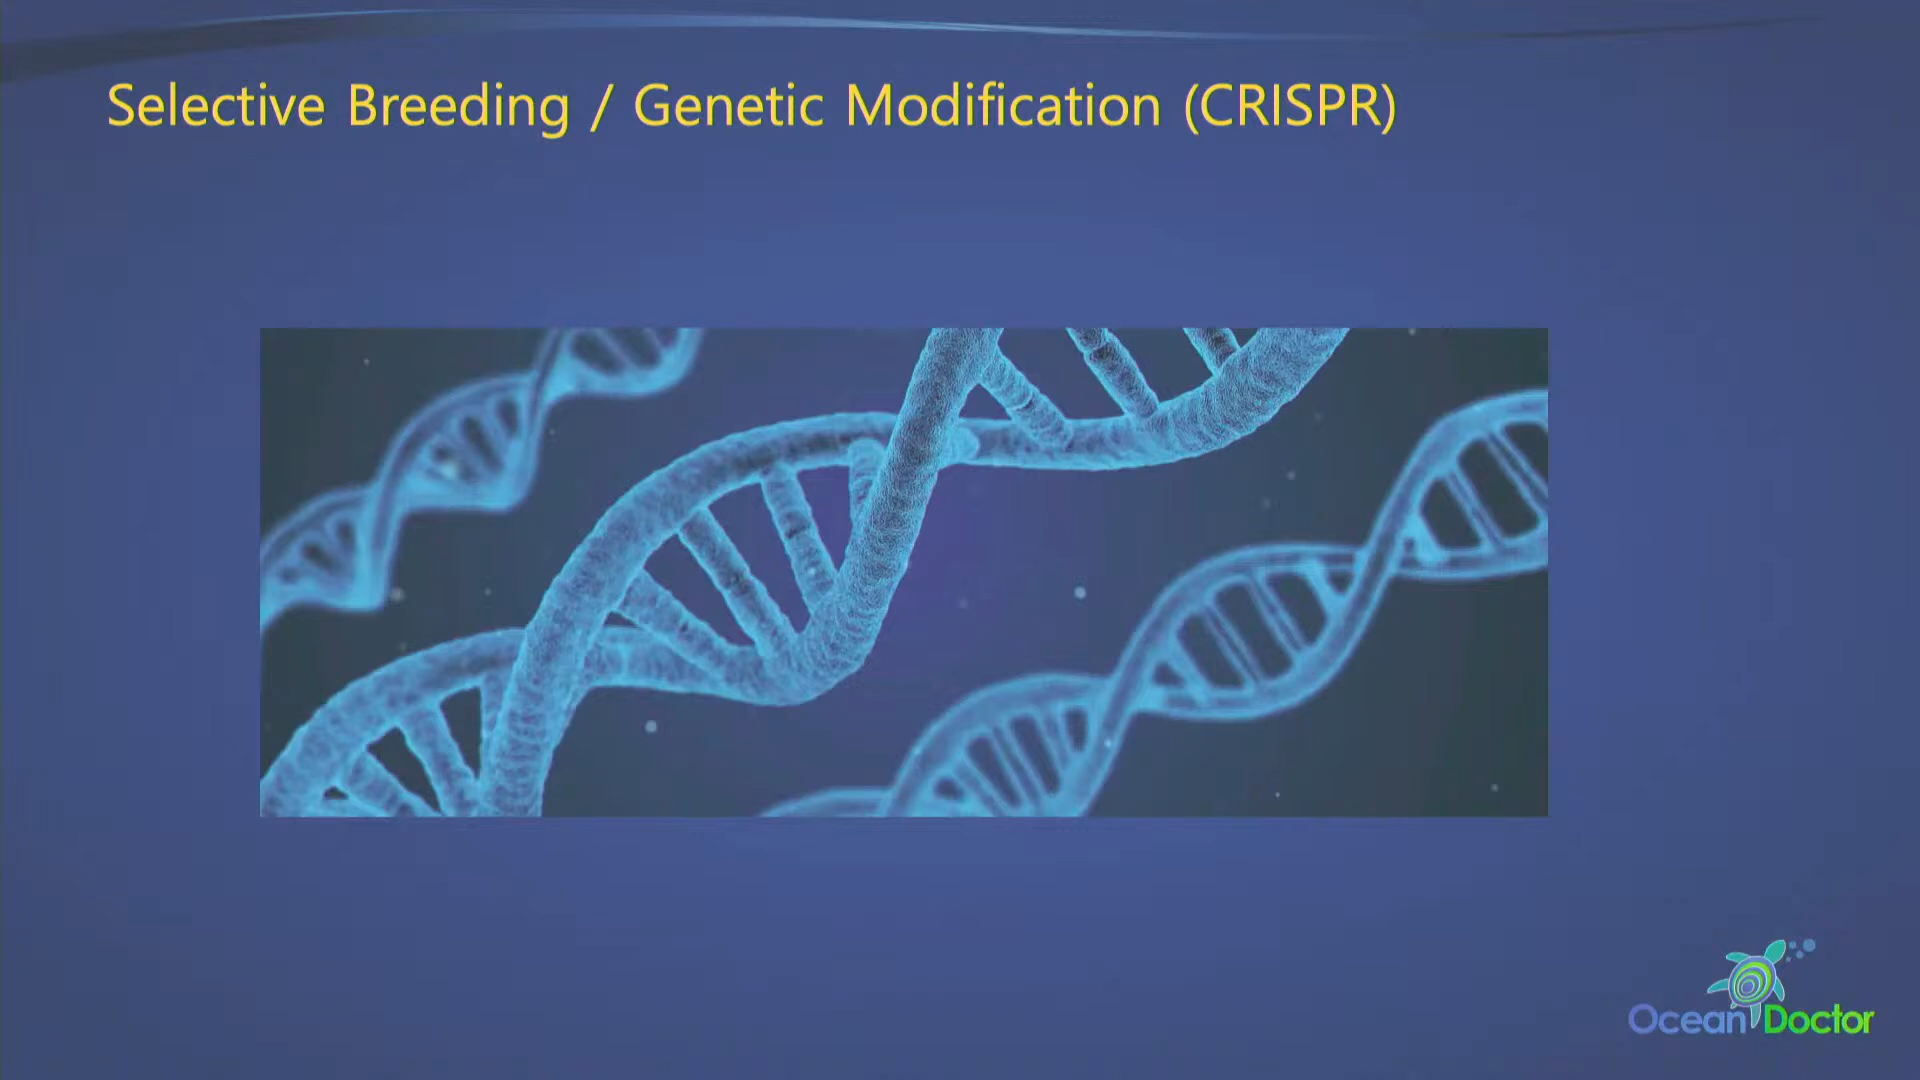 Selective Breeding / Genetic Modification (CRISPR)
Ocean Doctor